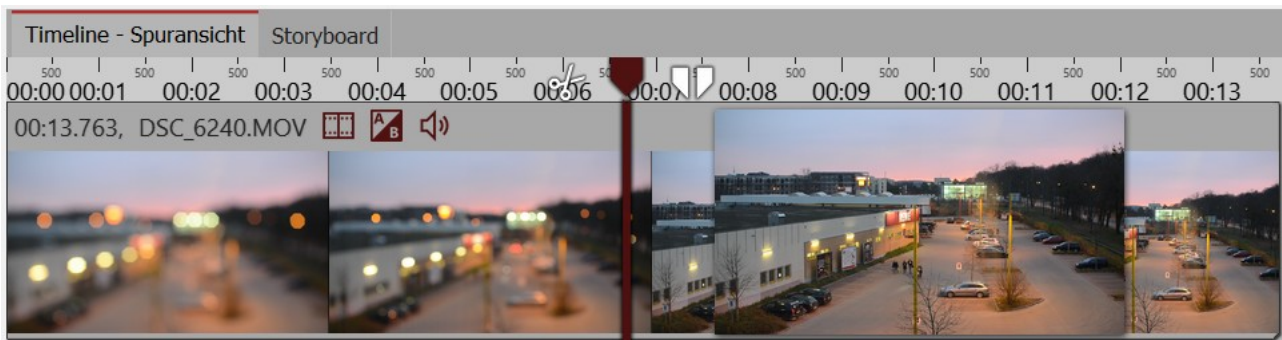 Timeline - Spuransicht Storyboard
500 500 500 500 500 500 500 500 500 500 500 500 500
00:00 00:01 00:02 00:03 00:04 00:05 00:06 00:07 00:08 00:09 00:10 00:11 00:12 00:13
00:13.763, DSC_6240.MOV A B